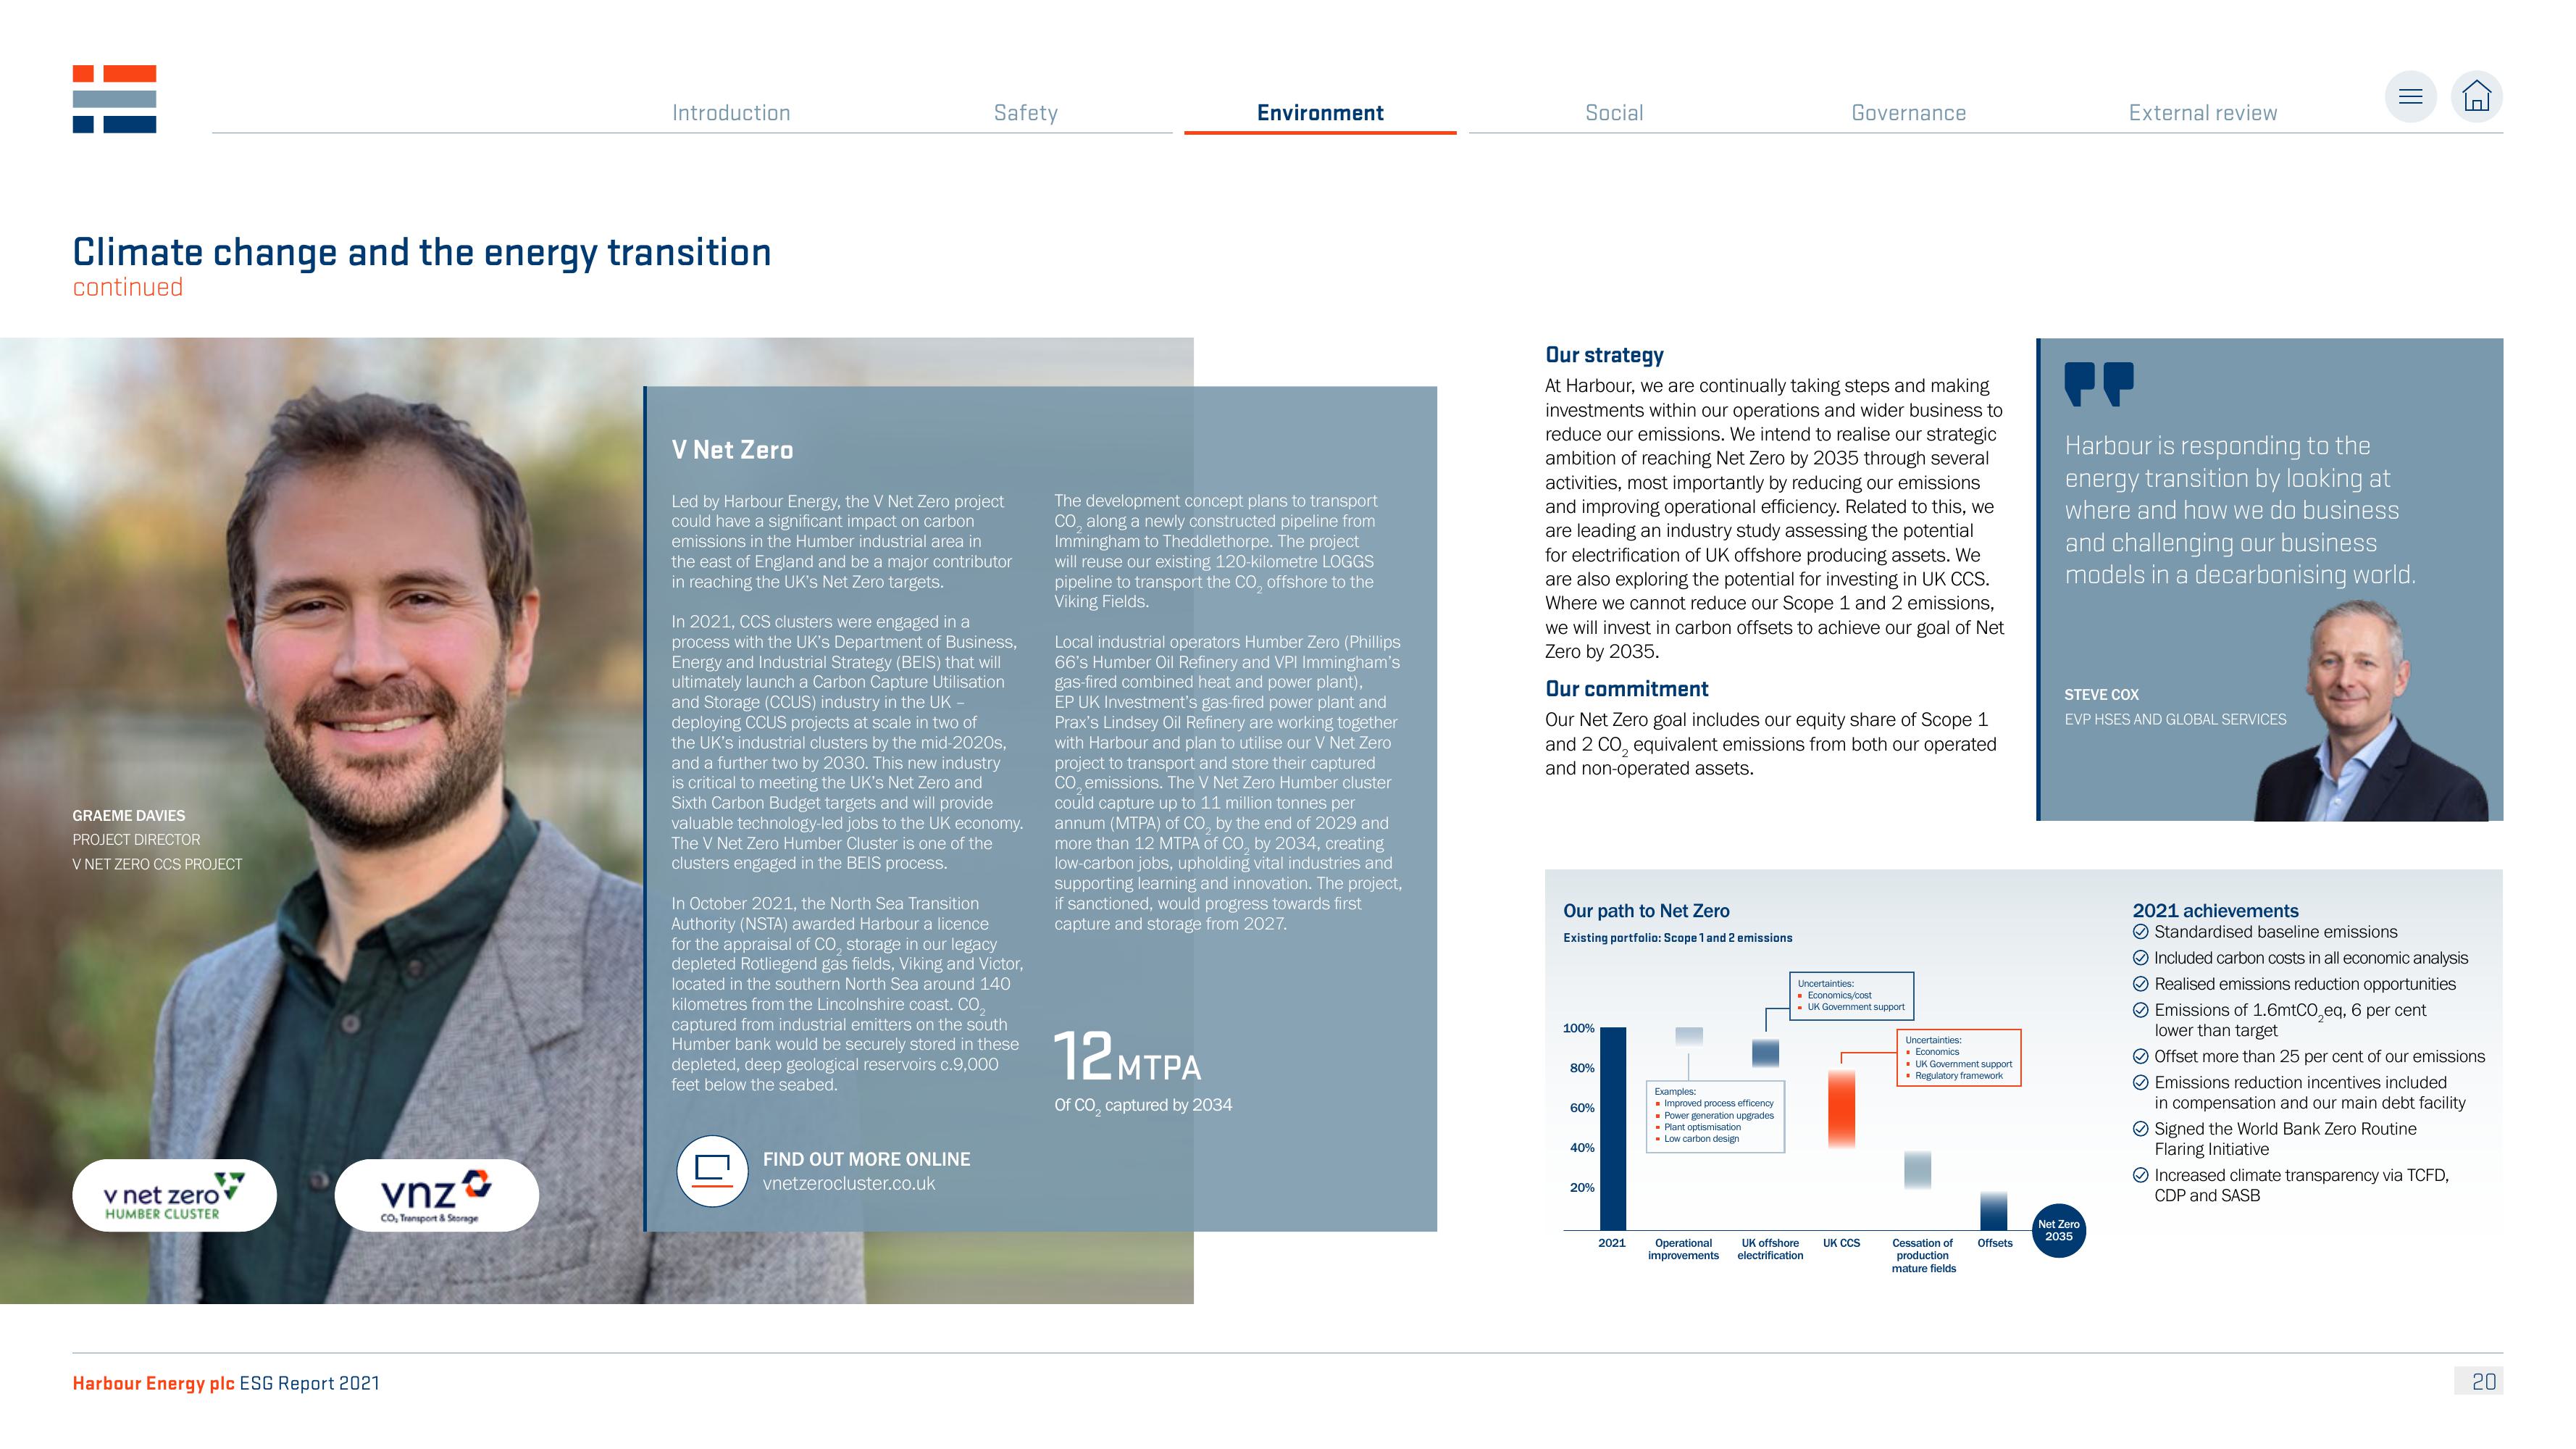 Introduction
Safety
Environment
Social
Governance
External review
Climate change and the energy transition
continued
GRAEME DAVIES
PROJECT DIRECTOR
V NET ZERO CCS PROJECT
v net zero
HUMBER CLUSTER
vnz
CO2 Transport & Storage
V Net Zero
Led by Harbour Energy, the V Net Zero project
could have a significant impact on carbon
emissions in the Humber industrial area in
the east of England and be a major contributor
in reaching the UK's Net Zero targets.
In 2021, CCS clusters were engaged in a
process with the UK's Department of Business,
Energy and Industrial Strategy (BEIS) that will
ultimately launch a Carbon Capture Utilisation
and Storage (CCUS) industry in the UK –
deploying CCUS projects at scale in two of
the UK's industrial clusters by the mid-2020s,
and a further two by 2030. This new industry
is critical to meeting the UK's Net Zero and
Sixth Carbon Budget targets and will provide
valuable technology-led jobs to the UK economy.
The V Net Zero Humber Cluster is one of the
clusters engaged in the BEIS process.
In October 2021, the North Sea Transition
Authority (NSTA) awarded Harbour a licence
for the appraisal of CO2 storage in our legacy
depleted Rotliegend gas fields, Viking and Victor,
located in the southern North Sea around 140
kilometres from the Lincolnshire coast. CO2
captured from industrial emitters on the south
Humber bank would be securely stored in these
depleted, deep geological reservoirs c.9,000
feet below the seabed.
The development concept plans to transport
CO2 along a newly constructed pipeline from
Immingham to Theddlethorpe. The project
will reuse our existing 120-kilometre LOGGS
pipeline to transport the CO2 offshore to the
Viking Fields.
Local industrial operators Humber Zero (Phillips
66's Humber Oil Refinery and VPI Immingham's
gas-fired combined heat and power plant),
EP UK Investment's gas-fired power plant and
Prax's Lindsey Oil Refinery are working together
with Harbour and plan to utilise our V Net Zero
project to transport and store their captured
CO2 emissions. The V Net Zero Humber cluster
could capture up to 11 million tonnes per
annum (MTPA) of CO2 by the end of 2029 and
more than 12 MTPA of CO2 by 2034, creating
low-carbon jobs, upholding vital industries and
supporting learning and innovation. The project,
if sanctioned, would progress towards first
capture and storage from 2027.
12 MTPA
Of CO2 captured by 2034
FIND OUT MORE ONLINE
vnetzerocluster.co.uk
Our strategy
At Harbour, we are continually taking steps and making
investments within our operations and wider business to
reduce our emissions. We intend to realise our strategic
ambition of reaching Net Zero by 2035 through several
activities, most importantly by reducing our emissions
and improving operational efficiency. Related to this, we
are leading an industry study assessing the potential
for electrification of UK offshore producing assets. We
are also exploring the potential for investing in UK CCS.
Where we cannot reduce our Scope 1 and 2 emissions,
we will invest in carbon offsets to achieve our goal of Net
Zero by 2035.
Our commitment
Our Net Zero goal includes our equity share of Scope 1
and 2 CO2 equivalent emissions from both our operated
and non-operated assets.
Harbour is responding to the
energy transition by looking at
where and how we do business
and challenging our business
models in a decarbonising world.
STEVE COX
EVP HSES AND GLOBAL SERVICES
Our path to Net Zero
Existing portfolio: Scope 1 and 2 emissions
Uncertainties:
Economics/cost
UK Government support
Uncertainties:
Economics
UK Government support
Regulatory framework
Examples:
Improved process efficency
Power generation upgrades
Plant optismisation
Low carbon design
100%
80%
60%
40%
20%
2021
Operational
improvements
UK offshore
electrification
UK CCS
Cessation of
production
mature fields
Offsets
Net Zero
2035
2021 achievements
Standardised baseline emissions
Included carbon costs in all economic analysis
Realised emissions reduction opportunities
Emissions of 1.6mtCO2eq, 6 per cent
lower than target
Offset more than 25 per cent of our emissions
Emissions reduction incentives included
in compensation and our main debt facility
Signed the World Bank Zero Routine
Flaring Initiative
Increased climate transparency via TCFD,
CDP and SASB
Harbour Energy plc ESG Report 2021
20